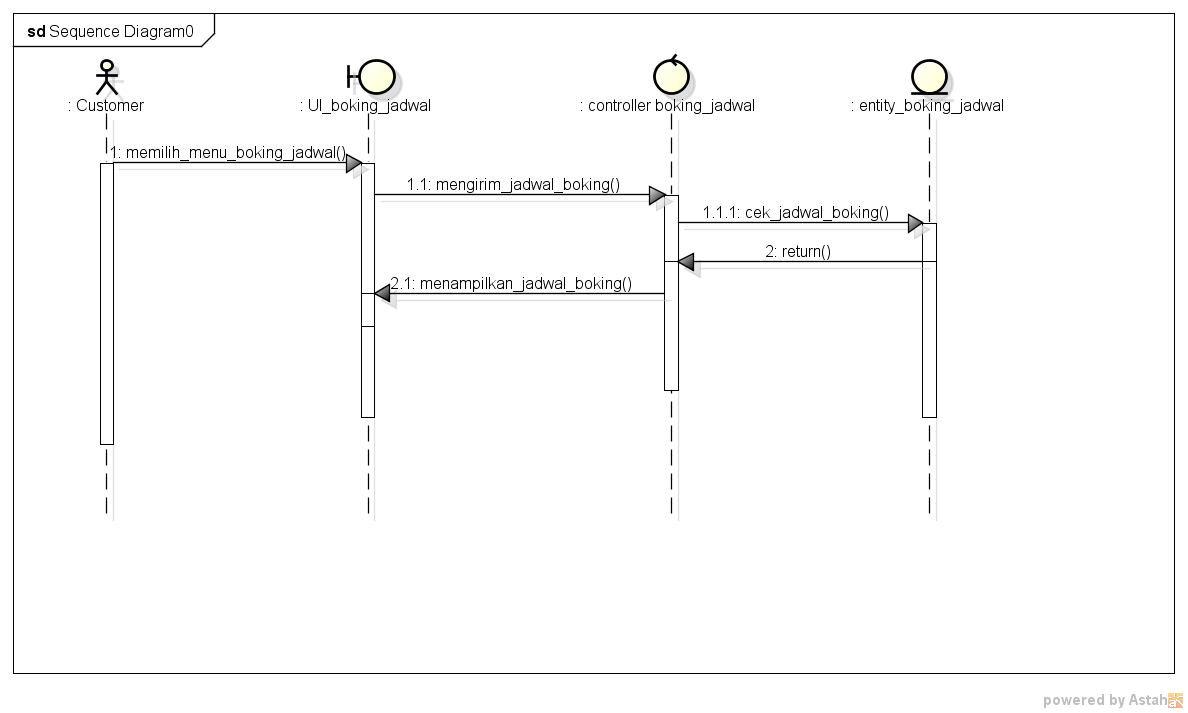 sd Sequence Diagram0
: Customer
: UI_boking_jadwal
: controller boking_jadwal
: entity_boking_jadwal
1: memilih_menu_boking_jadwal()
1.1: mengirim_jadwal_boking()
1.1.1: cek_jadwal_boking()
2: return()
2.1: menampilkan_jadwal_boking()
powered by Astah